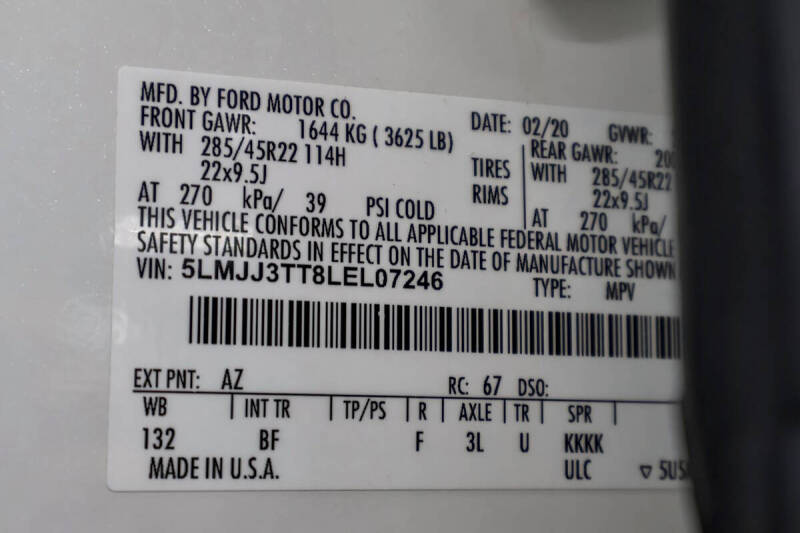 MFD. BY FORD MOTOR CO. DATE: 02/20 GVWR:
FRONT GAWR: 1644 KG ( 3625 LB) REAR GAWR:
WITH 285/45R22 114H TIRES WITH 285/45R22
22x9.5J RIMS 22x9.5J
AT 270 kPa/ 39 PSI COLD AT 270 kPa/
THIS VEHICLE CONFORMS TO ALL APPLICABLE FEDERAL MOTOR VEHICLE
SAFETY STANDARDS IN EFFECT ON THE DATE OF MANUFACTURE SHOWN
VIN: 5LMJJ3TT8LEL07246 TYPE: MPV
EXT PNT: AZ RC: 67 DSO:
WB INT TR TP/PS R AXLE TR SPR
132 BF F 3L U KKKK
MADE IN U.S.A. ULC